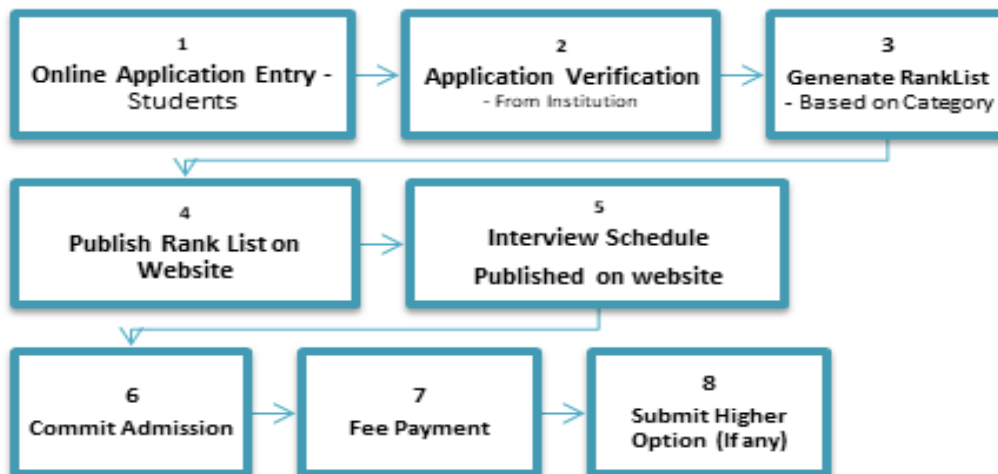 1
Online Application Entry -
Students
2
Application Verification
- From Institution
3
Genenate RankList
- Based on Category
4
Publish Rank List on
Website
5
Interview Schedule
Published on website
6
Commit Admission
7
Fee Payment
8
Submit Higher
Option (If any)